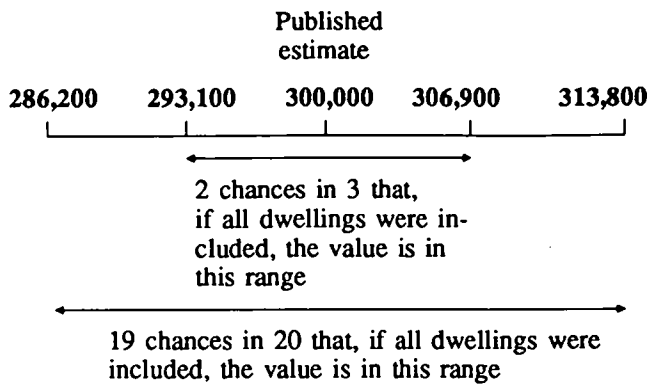 Published
estimate
286,200 293,100 300,000 306,900 313,800
2 chances in 3 that,
if all dwellings were in-
cluded, the value is in
this range
19 chances in 20 that, if all dwellings were
included, the value is in this range